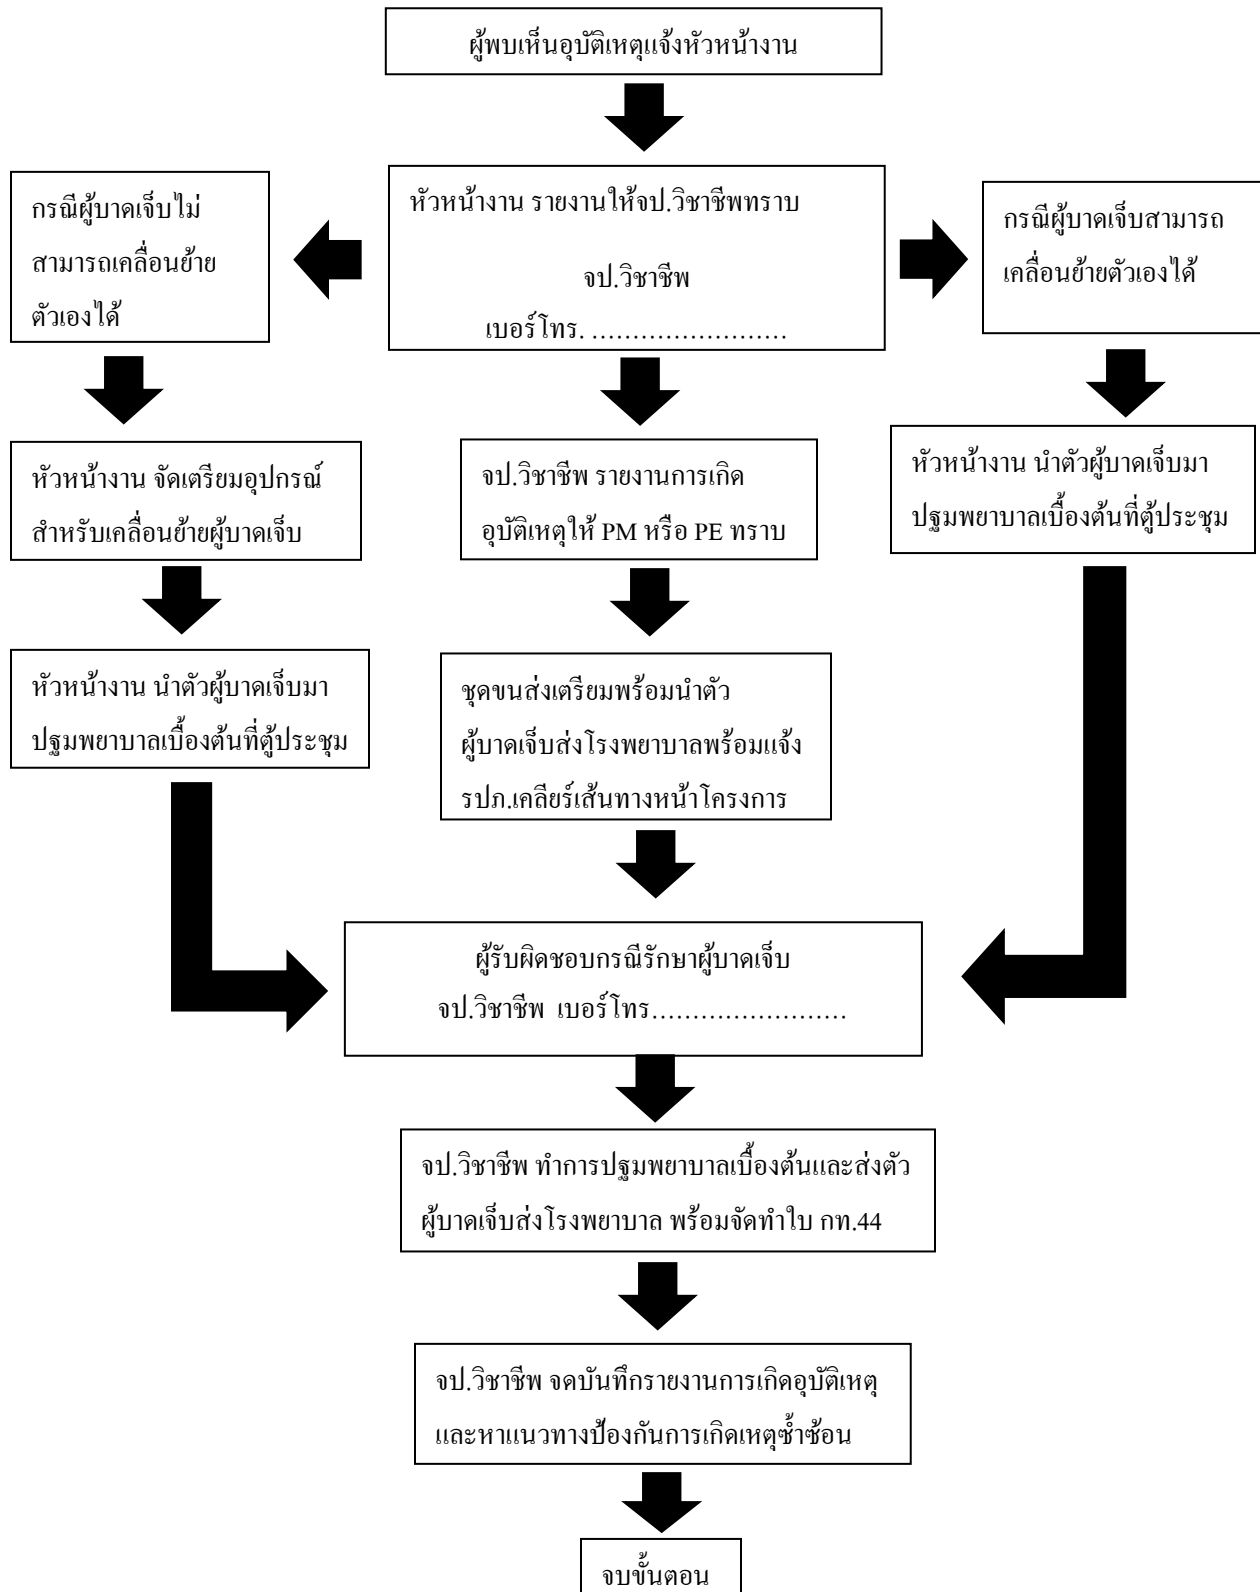 ผู้พบเห็นอุบัติเหตุแจ้งหัวหน้างาน
หัวหน้างาน รายงานให้จป.วิชาชีพทราบ
จป.วิชาชีพ
เบอร์โทร. ........................
กรณีผู้บาดเจ็บไม่
สามารถเคลื่อนย้าย
ตัวเองได้
กรณีผู้บาดเจ็บสามารถ
เคลื่อนย้ายตัวเองได้
หัวหน้างาน จัดเตรียมอุปกรณ์
สำหรับเคลื่อนย้ายผู้บาดเจ็บ
จป.วิชาชีพ รายงานการเกิด
อุบัติเหตุให้ PM หรือ PE ทราบ
หัวหน้างาน นำตัวผู้บาดเจ็บมา
ปฐมพยาบาลเบื้องต้นที่ตู้ประชุม
หัวหน้างาน นำตัวผู้บาดเจ็บมา
ปฐมพยาบาลเบื้องต้นที่ตู้ประชุม
ชุดขนส่งเตรียมพร้อมนำตัว
ผู้บาดเจ็บส่งโรงพยาบาลพร้อมแจ้ง
รปภ.เคลียร์เส้นทางหน้าโครงการ
ผู้รับผิดชอบกรณีรักษาผู้บาดเจ็บ
จป.วิชาชีพ เบอร์โทร........................
จป.วิชาชีพ ทำการปฐมพยาบาลเบื้องต้นและส่งตัว
ผู้บาดเจ็บส่งโรงพยาบาล พร้อมจัดทำใบ กท.44
จป.วิชาชีพ จดบันทึกรายงานการเกิดอุบัติเหตุ
และหาแนวทางป้องกันการเกิดเหตุซ้ำซ้อน
จบขั้นตอน